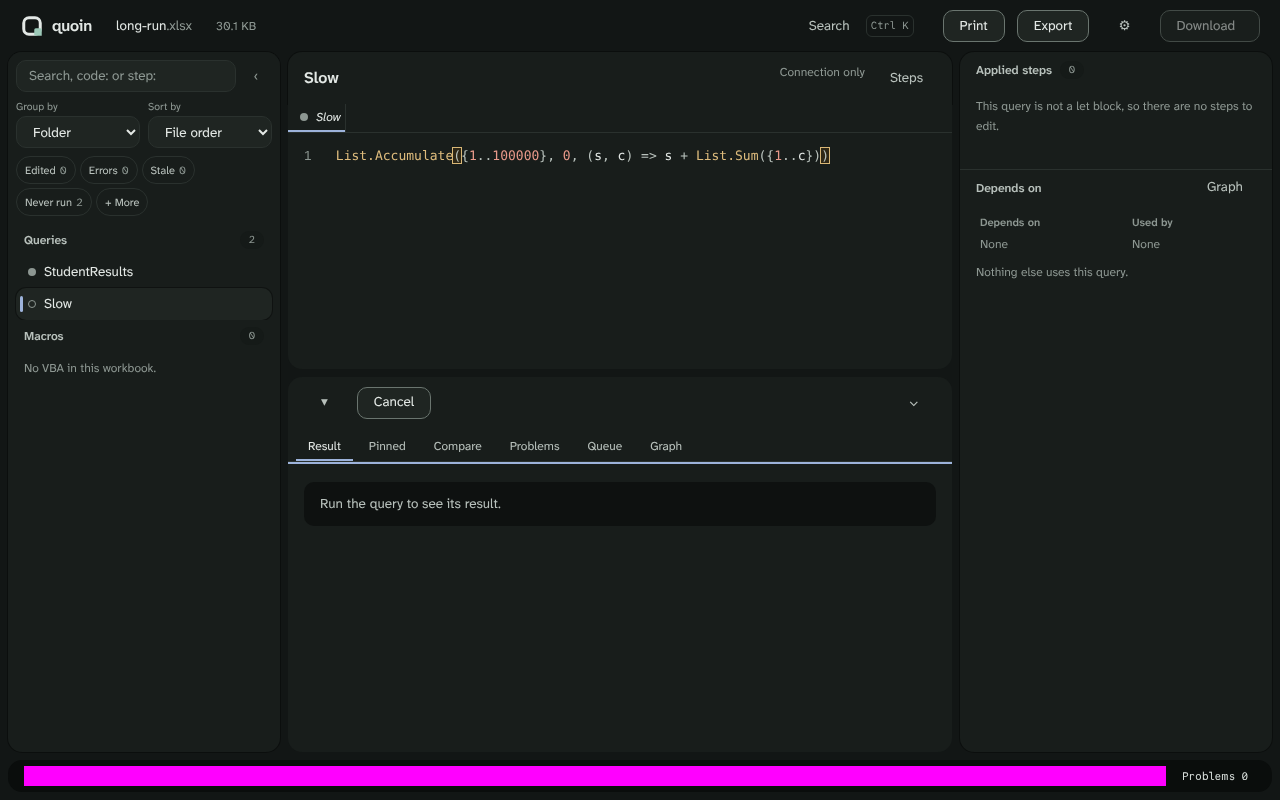 quoin
long-run.xlsx
30.1 KB
Search
Ctrl K
Print
Export
Download
Search, code: or step:
Group by
Sort by
Folder
File order
Edited 0
Errors 0
Stale 0
Never run 2
+ More
Queries
2
StudentResults
Slow
Macros
0
No VBA in this workbook.
Slow
Connection only
Steps
Slow
1
List.Accumulate({1..100000}, 0, (s, c) => s + List.Sum({1..c}))
Cancel
Result
Pinned
Compare
Problems
Queue
Graph
Run the query to see its result.
Applied steps
0
This query is not a let block, so there are no steps to
edit.
Depends on
Graph
Depends on
Used by
None
None
Nothing else uses this query.
Problems 0